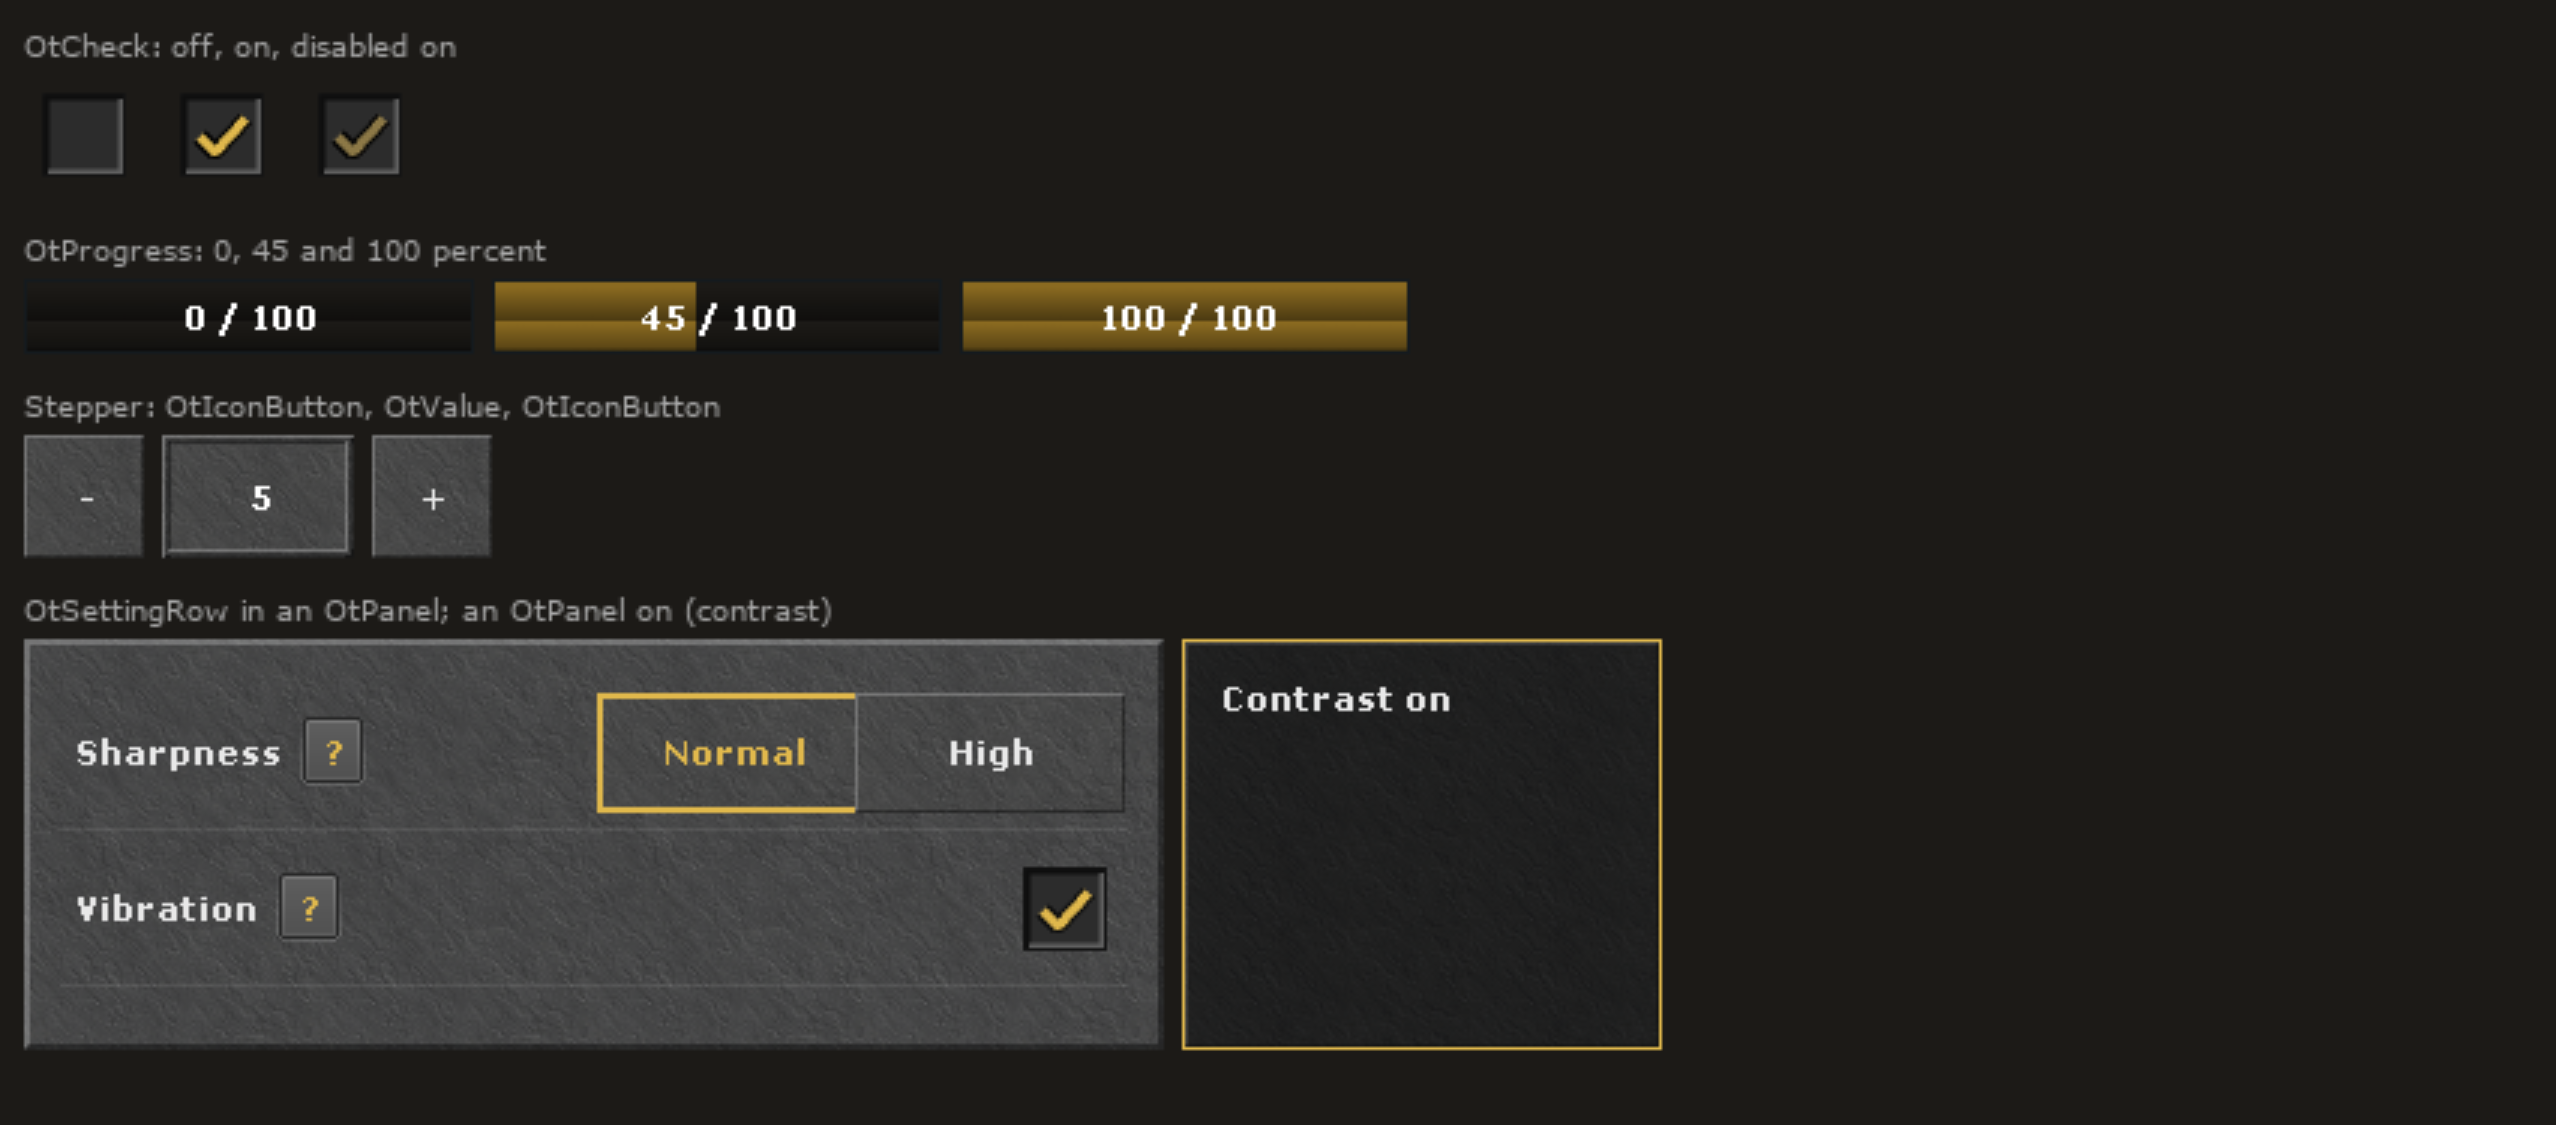 OtCheck: off, on, disabled on
OtProgress: 0, 45 and 100 percent
0 / 100 45 / 100 100 / 100
Stepper: OtIconButton, OtValue, OtIconButton
- 5 +
OtSettingRow in an OtPanel; an OtPanel on (contrast)
Contrast on
Sharpness ? Normal High
Vibration ?